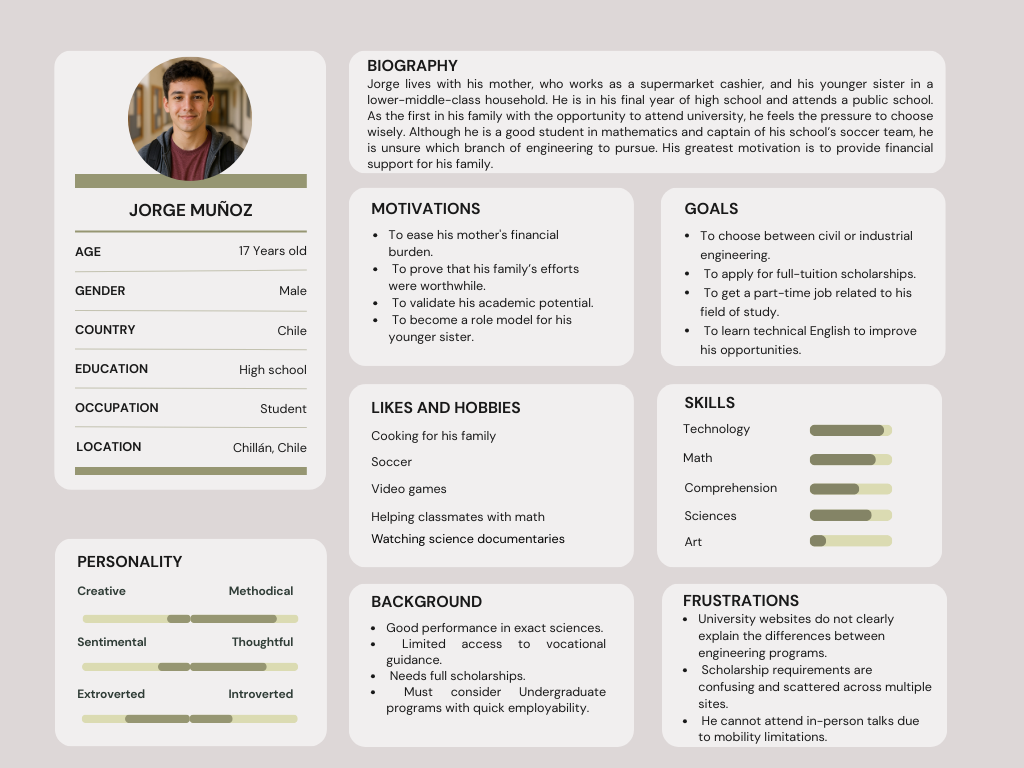 JORGE MUÑOZ
AGE 17 Years old
GENDER Male
COUNTRY Chile
EDUCATION High school
OCCUPATION Student
LOCATION Chillán, Chile
PERSONALITY
Creative Methodical
Sentimental Thoughtful
Extroverted Introverted
BIOGRAPHY
Jorge lives with his mother, who works as a supermarket cashier, and his younger sister in a
lower-middle-class household. He is in his final year of high school and attends a public school.
As the first in his family with the opportunity to attend university, he feels the pressure to choose
wisely. Although he is a good student in mathematics and captain of his school's soccer team, he
is unsure which branch of engineering to pursue. His greatest motivation is to provide financial
support for his family.
MOTIVATIONS
• To ease his mother's financial
burden.
• To prove that his family's efforts
were worthwhile.
• To validate his academic potential.
• To become a role model for his
younger sister.
GOALS
• To choose between civil or industrial
engineering.
• To apply for full-tuition scholarships.
• To get a part-time job related to his
field of study.
• To learn technical English to improve
his opportunities.
LIKES AND HOBBIES
Cooking for his family
Soccer
Video games
Helping classmates with math
Watching science documentaries
SKILLS
Technology
Math
Comprehension
Sciences
Art
BACKGROUND
• Good performance in exact sciences.
• Limited access to vocational
guidance.
• Needs full scholarships.
• Must consider Undergraduate
programs with quick employability.
FRUSTRATIONS
• University websites do not clearly
explain the differences between
engineering programs.
• Scholarship requirements are
confusing and scattered across multiple
sites.
• He cannot attend in-person talks due
to mobility limitations.